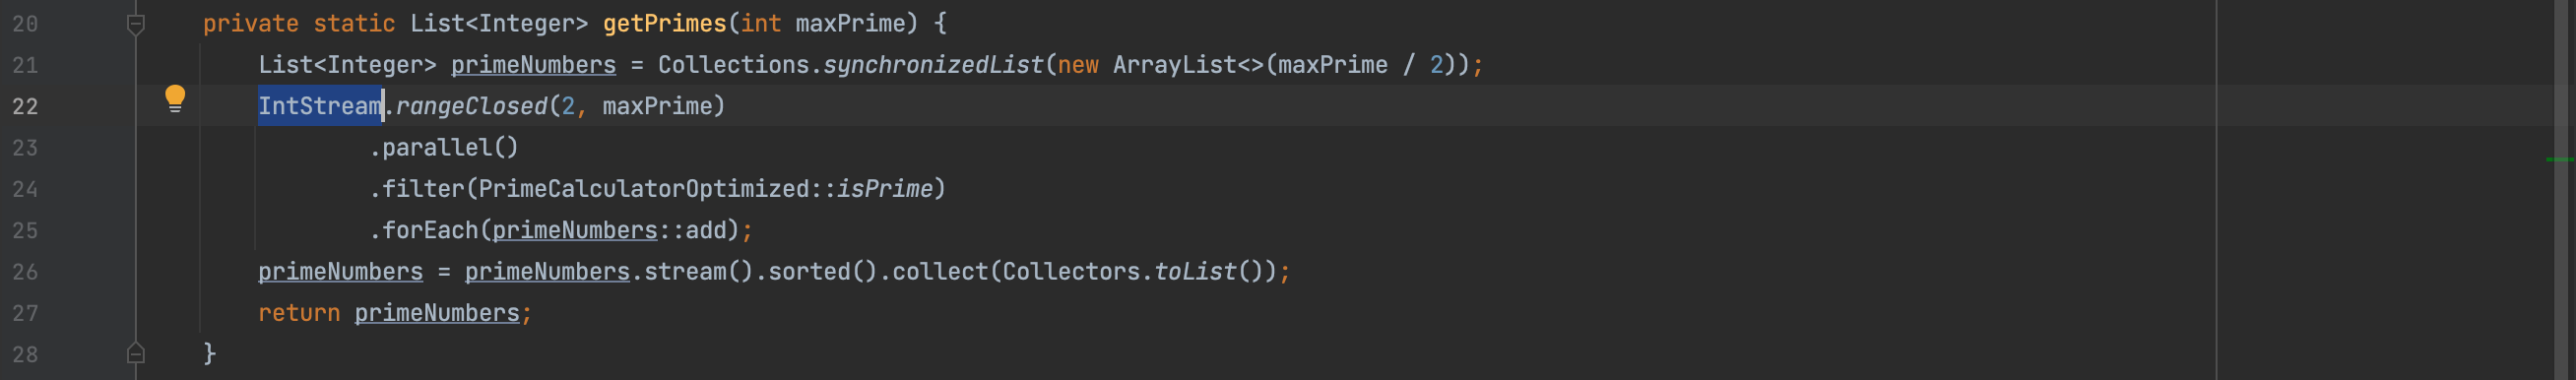 20 private static List<Integer> getPrimes(int maxPrime) {
21 List<Integer> primeNumbers = Collections.synchronizedList(new ArrayList<>(maxPrime / 2));
22 IntStream.rangeClosed(2, maxPrime)
23 .parallel()
24 .filter(PrimeCalculatorOptimized::isPrime)
25 .forEach(primeNumbers::add);
26 primeNumbers = primeNumbers.stream().sorted().collect(Collectors.toList());
27 return primeNumbers;
28 }